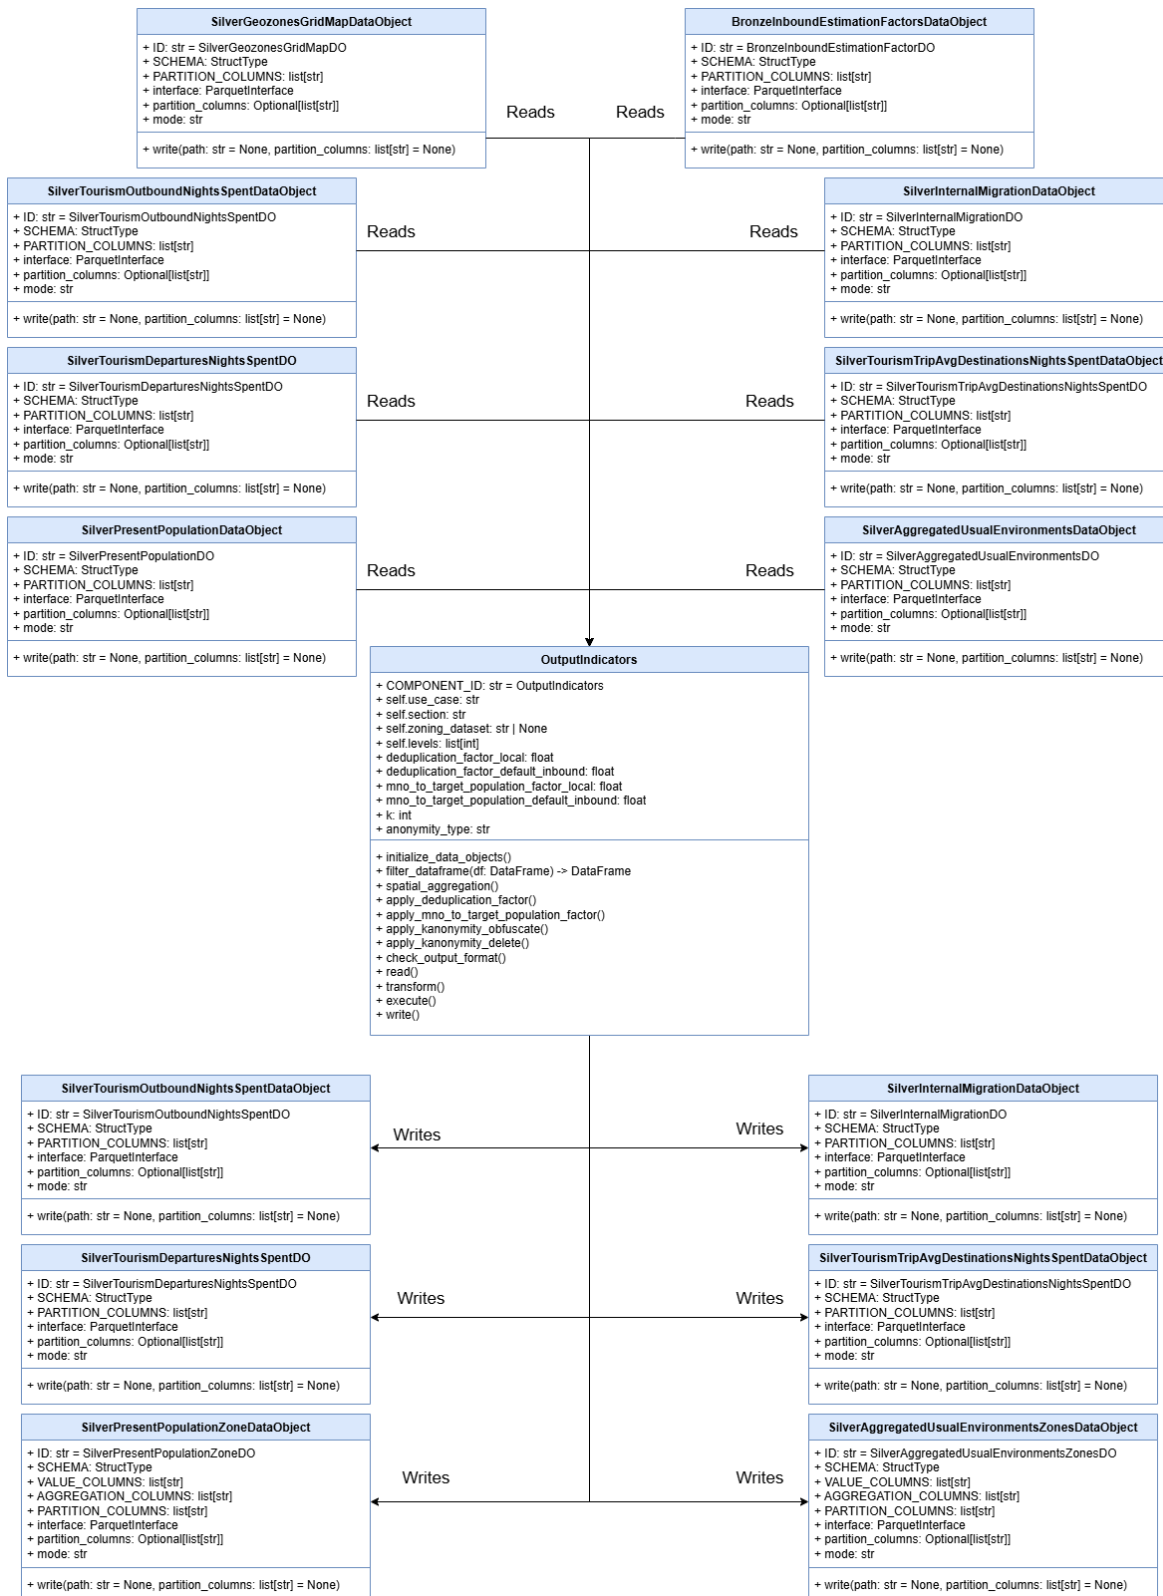 SilverGeozonesGridMapDataObject
+ ID: str = SilverGeozonesGridMapDO
+ SCHEMA: StructType
+ PARTITION_COLUMNS: list[str]
+ interface: ParquetInterface
+ partition_columns: Optional[list[str]]
+ mode: str
+ write(path: str = None, partition_columns: list[str] = None)
Reads
Reads
BronzeInboundEstimationFactorsDataObject
+ ID: str = BronzeInboundEstimationFactorDO
+ SCHEMA: StructType
+ PARTITION_COLUMNS: list[str]
+ interface: ParquetInterface
+ partition_columns: Optional[list[str]]
+ mode: str
+ write(path: str = None, partition_columns: list[str] = None)
SilverTourismOutboundNightsSpentDataObject
+ ID: str = SilverTourismOutboundNightsSpentDO
+ SCHEMA: StructType
+ PARTITION_COLUMNS: list[str]
+ interface: ParquetInterface
+ partition_columns: Optional[list[str]]
+ mode: str
+ write(path: str = None, partition_columns: list[str] = None)
Reads
Reads
SilverInternalMigrationDataObject
+ ID: str = SilverInternalMigrationDO
+ SCHEMA: StructType
+ PARTITION_COLUMNS: list[str]
+ interface: ParquetInterface
+ partition_columns: Optional[list[str]]
+ mode: str
+ write(path: str = None, partition_columns: list[str] = None)
SilverTourismDeparturesNightsSpentDO
+ ID: str = SilverTourismDeparturesNightsSpentDO
+ SCHEMA: StructType
+ PARTITION_COLUMNS: list[str]
+ interface: ParquetInterface
+ partition_columns: Optional[list[str]]
+ mode: str
+ write(path: str = None, partition_columns: list[str] = None)
Reads
Reads
SilverTourismTripAvgDestinationsNightsSpentDataObject
+ ID: str = SilverTourismTripAvgDestinationsNightsSpentDO
+ SCHEMA: StructType
+ PARTITION_COLUMNS: list[str]
+ interface: ParquetInterface
+ partition_columns: Optional[list[str]]
+ mode: str
+ write(path: str = None, partition_columns: list[str] = None)
SilverPresentPopulationDataObject
+ ID: str = SilverPresentPopulationDO
+ SCHEMA: StructType
+ PARTITION_COLUMNS: list[str]
+ interface: ParquetInterface
+ partition_columns: Optional[list[str]]
+ mode: str
+ write(path: str = None, partition_columns: list[str] = None)
Reads
Reads
SilverAggregatedUsualEnvironmentsDataObject
+ ID: str = SilverAggregatedUsualEnvironmentsDO
+ SCHEMA: StructType
+ PARTITION_COLUMNS: list[str]
+ interface: ParquetInterface
+ partition_columns: Optional[list[str]]
+ mode: str
+ write(path: str = None, partition_columns: list[str] = None)
OutputIndicators
+ COMPONENT_ID: str = OutputIndicators
+ self.use_case: str
+ self.section: str
+ self.zoning_dataset: str | None
+ self.levels: list[int]
+ deduplication_factor_local: float
+ deduplication_factor_default_inbound: float
+ mno_to_target_population_factor_local: float
+ mno_to_target_population_default_inbound: float
+ k: int
+ anonymity_type: str
+ initialize_data_objects()
+ filter_dataframe(df: DataFrame) -> DataFrame
+ spatial_aggregation()
+ apply_deduplication_factor()
+ apply_mno_to_target_population_factor()
+ apply_kanonymity_obfuscate()
+ apply_kanonymity_delete()
+ check_output_format()
+ read()
+ transform()
+ execute()
+ write()
SilverTourismOutboundNightsSpentDataObject
+ ID: str = SilverTourismOutboundNightsSpentDO
+ SCHEMA: StructType
+ PARTITION_COLUMNS: list[str]
+ interface: ParquetInterface
+ partition_columns: Optional[list[str]]
+ mode: str
+ write(path: str = None, partition_columns: list[str] = None)
Writes
Writes
SilverInternalMigrationDataObject
+ ID: str = SilverInternalMigrationDO
+ SCHEMA: StructType
+ PARTITION_COLUMNS: list[str]
+ interface: ParquetInterface
+ partition_columns: Optional[list[str]]
+ mode: str
+ write(path: str = None, partition_columns: list[str] = None)
SilverTourismDeparturesNightsSpentDO
+ ID: str = SilverTourismDeparturesNightsSpentDO
+ SCHEMA: StructType
+ PARTITION_COLUMNS: list[str]
+ interface: ParquetInterface
+ partition_columns: Optional[list[str]]
+ mode: str
+ write(path: str = None, partition_columns: list[str] = None)
Writes
Writes
SilverTourismTripAvgDestinationsNightsSpentDataObject
+ ID: str = SilverTourismTripAvgDestinationsNightsSpentDO
+ SCHEMA: StructType
+ PARTITION_COLUMNS: list[str]
+ interface: ParquetInterface
+ partition_columns: Optional[list[str]]
+ mode: str
+ write(path: str = None, partition_columns: list[str] = None)
SilverPresentPopulationZoneDataObject
+ ID: str = SilverPresentPopulationZoneDO
+ SCHEMA: StructType
+ VALUE_COLUMNS: list[str]
+ AGGREGATION_COLUMNS: list[str]
+ PARTITION_COLUMNS: list[str]
+ interface: ParquetInterface
+ partition_columns: Optional[list[str]]
+ mode: str
+ write(path: str = None, partition_columns: list[str] = None)
Writes
Writes
SilverAggregatedUsualEnvironmentsZonesDataObject
+ ID: str = SilverAggregatedUsualEnvironmentsZonesDO
+ SCHEMA: StructType
+ VALUE_COLUMNS: list[str]
+ AGGREGATION_COLUMNS: list[str]
+ PARTITION_COLUMNS: list[str]
+ interface: ParquetInterface
+ partition_columns: Optional[list[str]]
+ mode: str
+ write(path: str = None, partition_columns: list[str] = None)